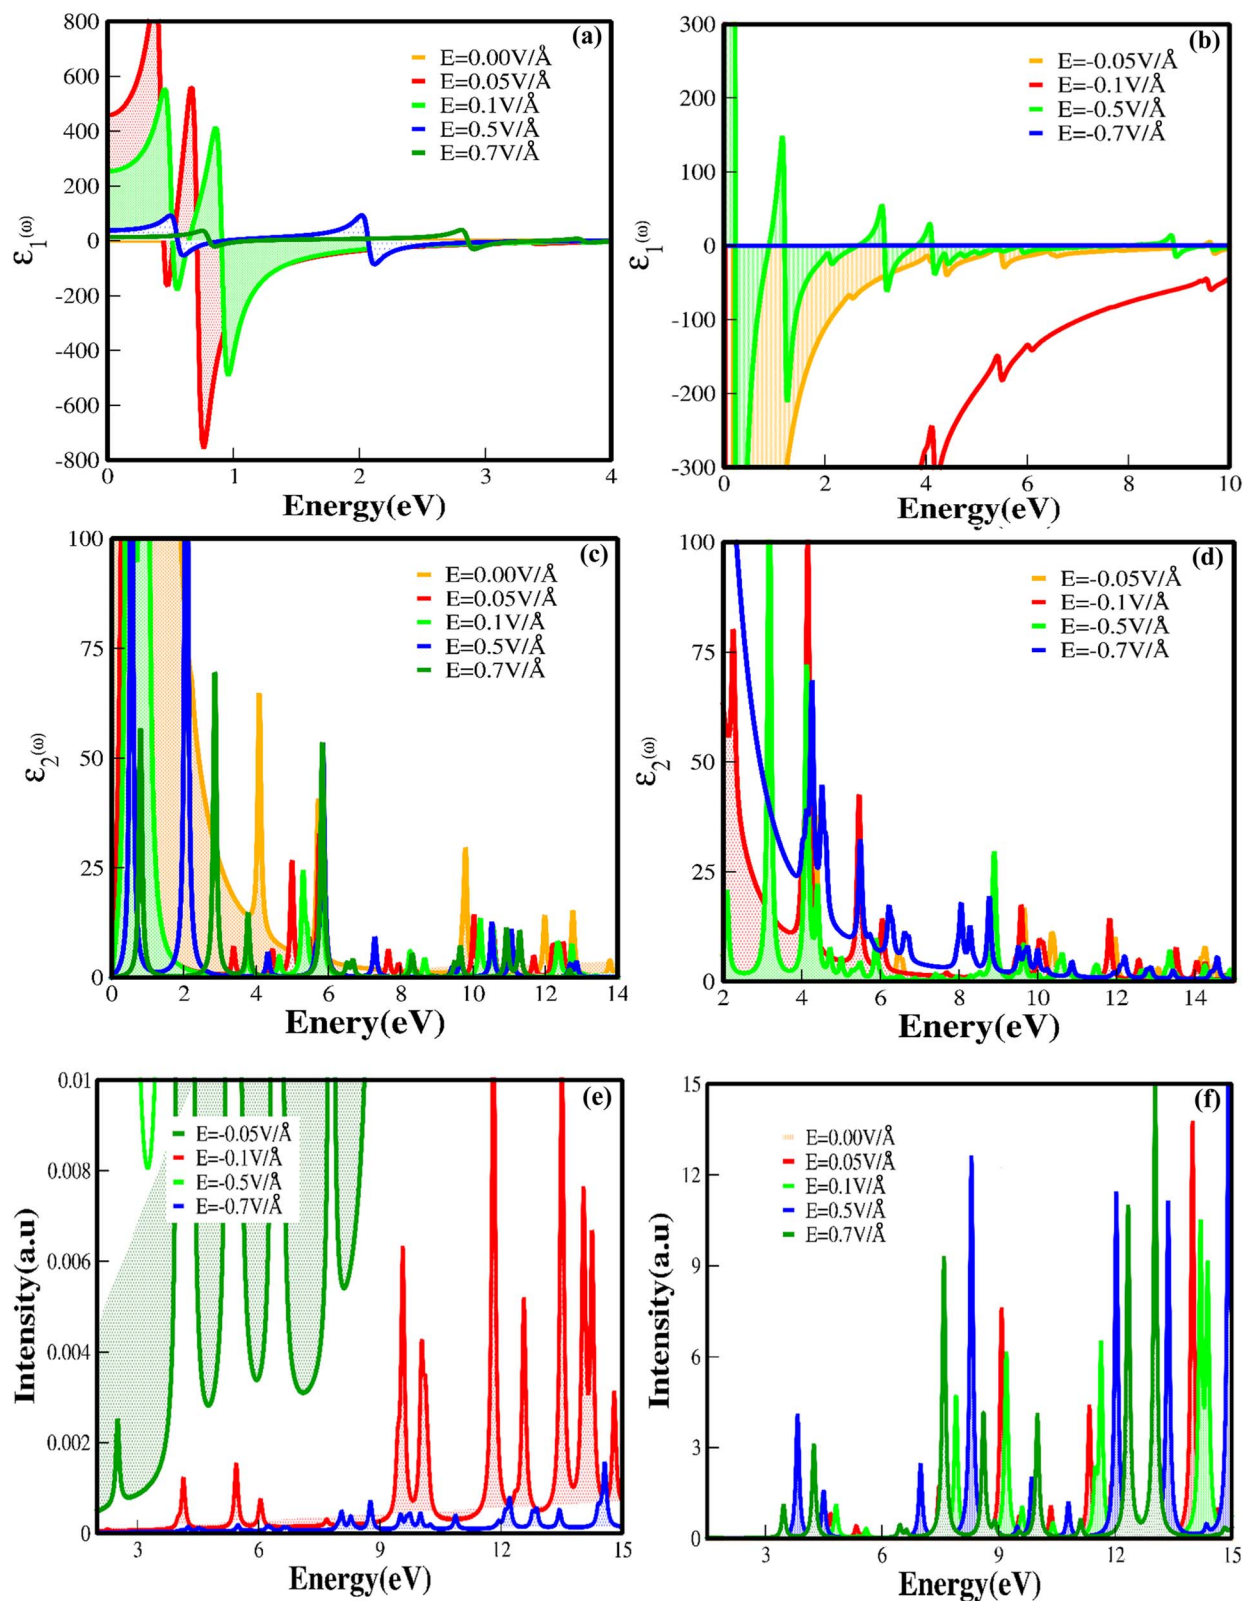 (a)
E=0.00V/Å
E=0.05V/Å
E=0.1V/Å
E=0.5V/Å
E=0.7V/Å
800
600
400
200
0
-200
-400
-600
-800
ε1(ω)
0 1 2 3 4
Energy(eV)
(b)
E=-0.05V/Å
E=-0.1V/Å
E=-0.5V/Å
E=-0.7V/Å
300
200
100
0
-100
-200
-300
ε1(ω)
0 2 4 6 8 10
Energy(eV)
(c)
E=0.00V/Å
E=0.05V/Å
E=0.1V/Å
E=0.5V/Å
E=0.7V/Å
100
75
50
25
0
ε2(ω)
0 2 4 6 8 10 12 14
Enery(eV)
(d)
E=-0.05V/Å
E=-0.1V/Å
E=-0.5V/Å
E=-0.7V/Å
100
75
50
25
0
ε2(ω)
2 4 6 8 10 12 14
Enery(eV)
(e)
E=-0.05V/Å
E=-0.1V/Å
E=-0.5V/Å
E=-0.7V/Å
0.01
0.008
0.006
0.004
0.002
0
Intensity(a.u)
3 6 9 12 15
Energy(eV)
(f)
E=0.00V/Å
E=0.05V/Å
E=0.1V/Å
E=0.5V/Å
E=0.7V/Å
15
12
9
6
3
0
Intensity(a.u)
3 6 9 12 15
Energy(eV)